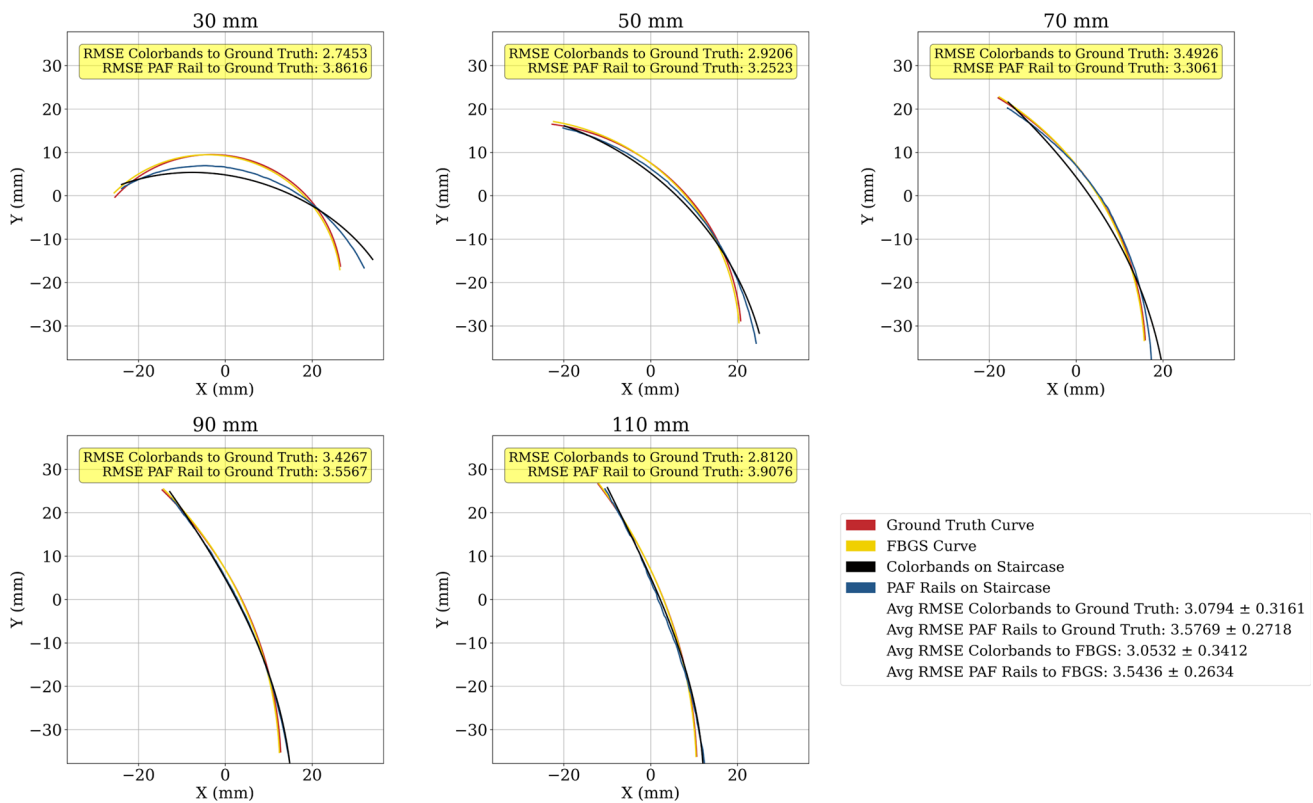 30 mm
RMSE Colorbands to Ground Truth: 2.7453
RMSE PAF Rail to Ground Truth: 3.8616
30
20
10
0
−10
−20
−30
Y (mm)
−20
0
20
X (mm)
50 mm
RMSE Colorbands to Ground Truth: 2.9206
RMSE PAF Rail to Ground Truth: 3.2523
30
20
10
0
−10
−20
−30
Y (mm)
−20
0
20
X (mm)
70 mm
RMSE Colorbands to Ground Truth: 3.4926
RMSE PAF Rail to Ground Truth: 3.3061
30
20
10
0
−10
−20
−30
Y (mm)
−20
0
20
X (mm)
90 mm
RMSE Colorbands to Ground Truth: 3.4267
RMSE PAF Rail to Ground Truth: 3.5567
30
20
10
0
−10
−20
−30
Y (mm)
−20
0
20
X (mm)
110 mm
RMSE Colorbands to Ground Truth: 2.8120
RMSE PAF Rail to Ground Truth: 3.9076
30
20
10
0
−10
−20
−30
Y (mm)
−20
0
20
X (mm)
Ground Truth Curve
FBGS Curve
Colorbands on Staircase
PAF Rails on Staircase
Avg RMSE Colorbands to Ground Truth: 3.0794 ± 0.3161
Avg RMSE PAF Rails to Ground Truth: 3.5769 ± 0.2718
Avg RMSE Colorbands to FBGS: 3.0532 ± 0.3412
Avg RMSE PAF Rails to FBGS: 3.5436 ± 0.2634